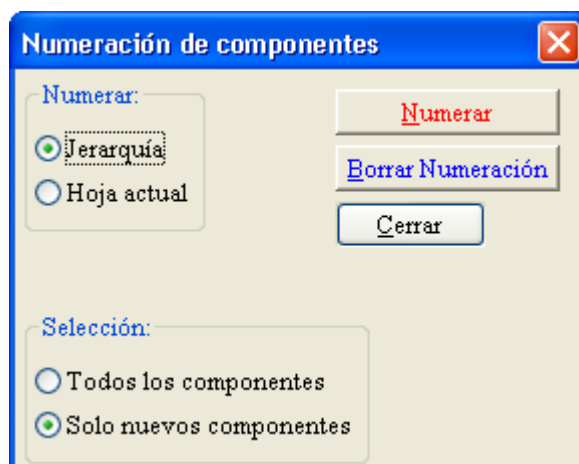 Numeración de componentes
Numerar:
Jerarquía
Hoja actual
Numerar
Borrar Numeración
Cerrar
Selección:
Todos los componentes
Solo nuevos componentes